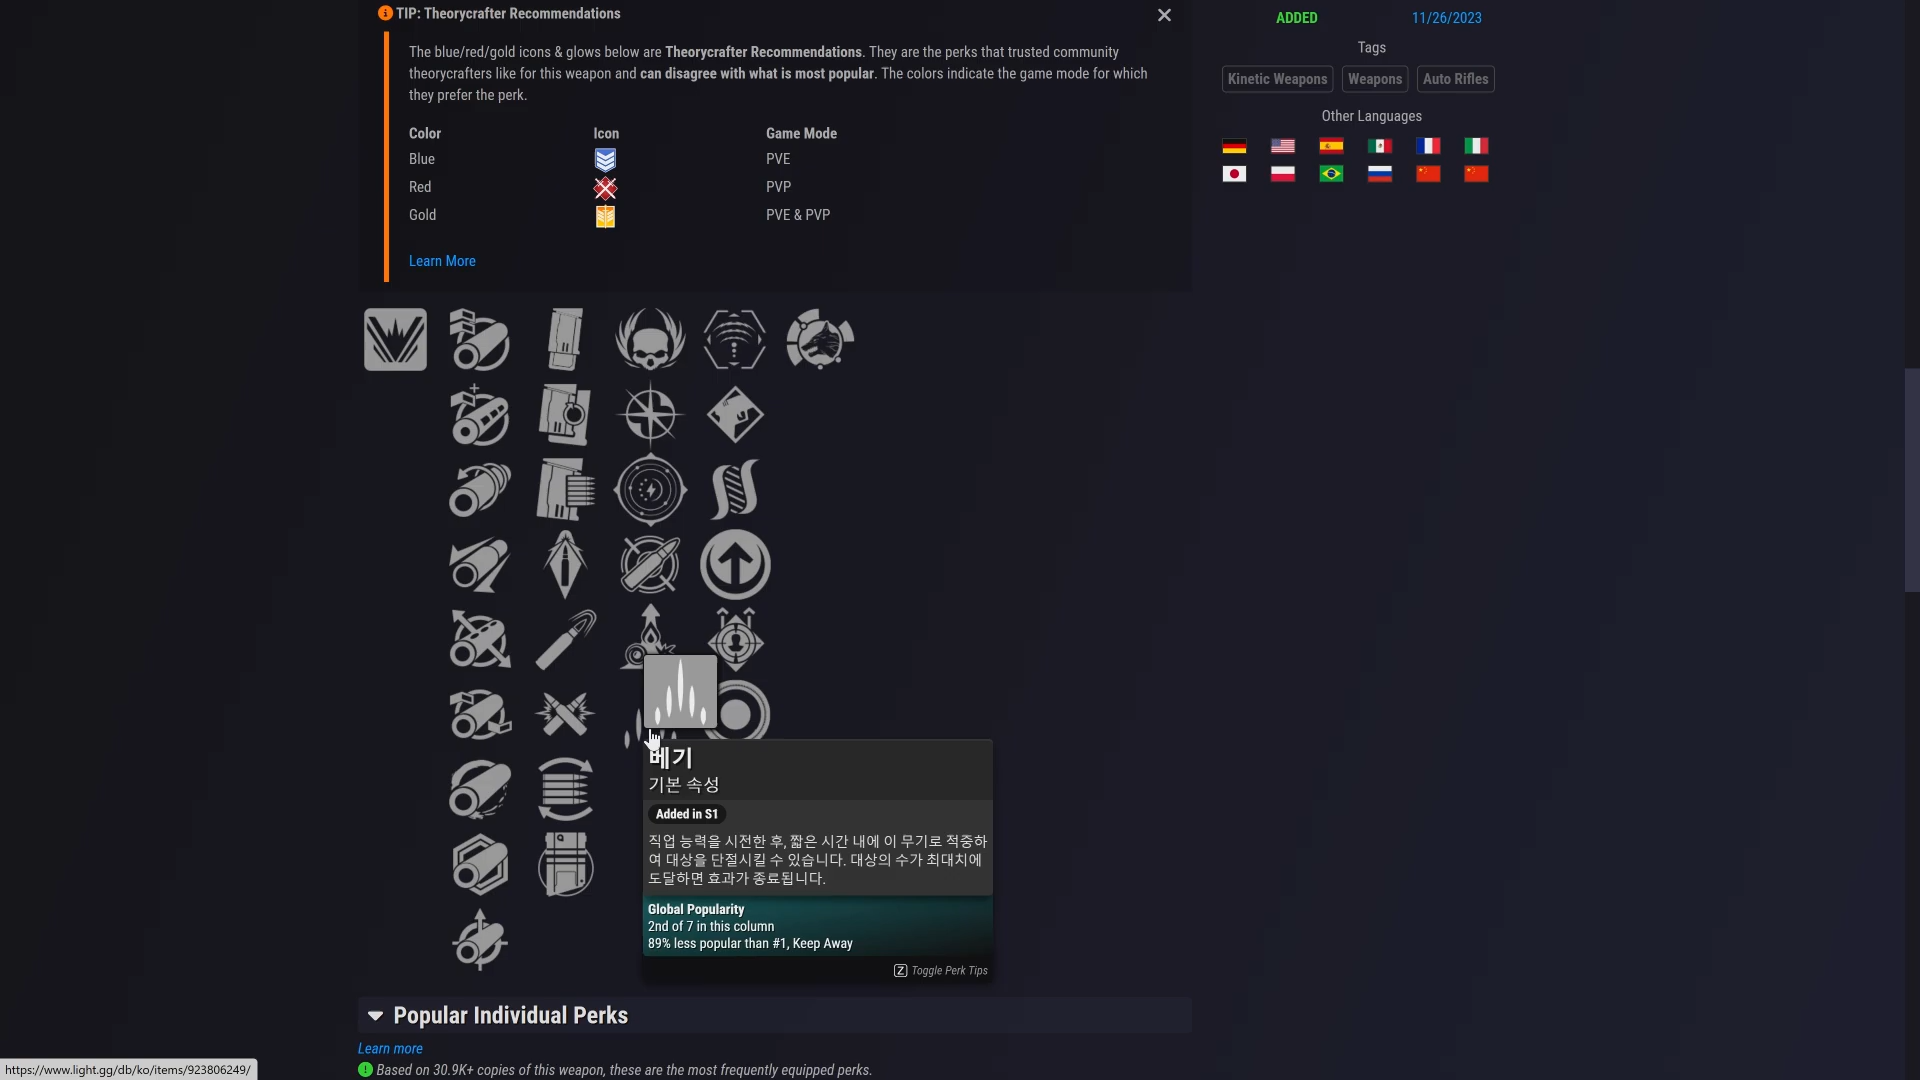 TIP: Theorycrafter Recommendations
ADDED
11/26/2023
The blue/red/gold icons & glows below are Theorycrafter Recommendations. They are the perks that trusted community
theorycrafters like for this weapon and can disagree with what is most popular. The colors indicate the game mode for which
they prefer the perk.
Tags
Kinetic Weapons
Weapons
Auto Rifles
Other Languages
Color
Icon
Game Mode
Blue
PVE
Red
PVP
Gold
PVE & PVP
Learn More
베기
기본 속성
Added in S1
직업 능력을 시전한 후, 짧은 시간 내에 이 무기로 적중하
여 대상을 단절시킬 수 있습니다. 대상의 수가 최대치에
도달하면 효과가 종료됩니다.
Global Popularity
2nd of 7 in this column
89% less popular than #1, Keep Away
Z Toggle Perk Tips
Popular Individual Perks
Learn more
Based on 30.9K+ copies of this weapon, these are the most frequently equipped perks.
https://www.light.gg/db/ko/items/923806249/